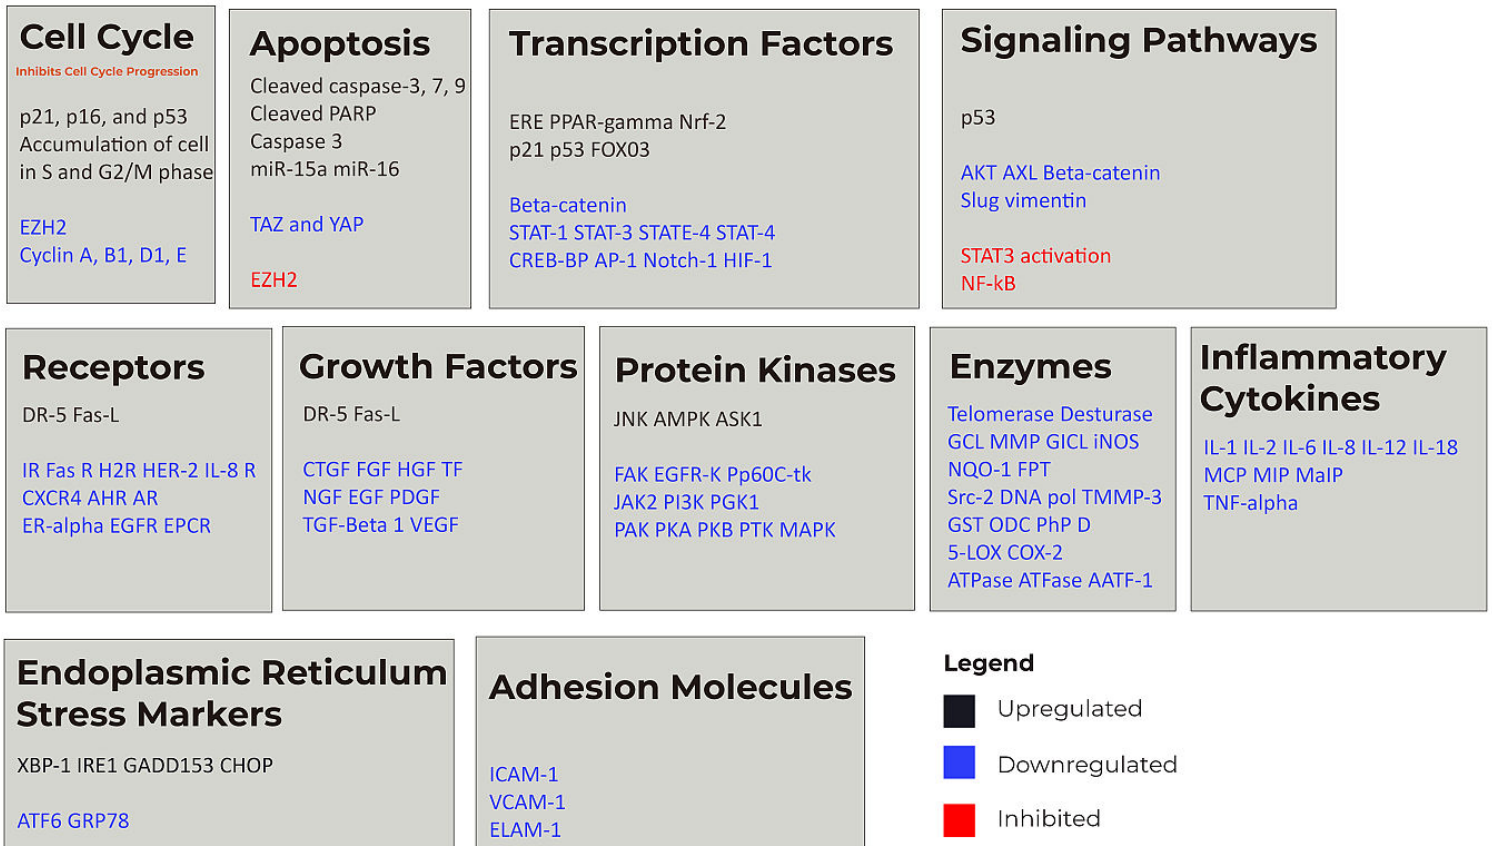 Cell Cycle
Inhibits Cell Cycle Progression
p21, p16, and p53
Accumulation of cell
in S and G2/M phase
EZH2
Cyclin A, B1, D1, E
Apoptosis
Cleaved caspase-3, 7, 9
Cleaved PARP
Caspase 3
miR-15a miR-16
TAZ and YAP
EZH2
Transcription Factors
ERE PPAR-gamma Nrf-2
p21 p53 FOX03
Beta-catenin
STAT-1 STAT-3 STATE-4 STAT-4
CREB-BP AP-1 Notch-1 HIF-1
Signaling Pathways
p53
AKT AXL Beta-catenin
Slug vimentin
STAT3 activation
NF-kB
Receptors
DR-5 Fas-L
IR Fas R H2R HER-2 IL-8 R
CXCR4 AHR AR
ER-alpha EGFR EPCR
Growth Factors
DR-5 Fas-L
CTGF FGF HGF TF
NGF EGF PDGF
TGF-Beta 1 VEGF
Protein Kinases
JNK AMPK ASK1
FAK EGFR-K Pp60C-tk
JAK2 PI3K PGK1
PAK PKA PKB PTK MAPK
Enzymes
Telomerase Desturase
GCL MMP GICL iNOS
NQO-1 FPT
Src-2 DNA pol TMMP-3
GST ODC PhP D
5-LOX COX-2
ATPase ATFase AATF-1
Inflammatory
Cytokines
IL-1 IL-2 IL-6 IL-8 IL-12 IL-18
MCP MIP MaIP
TNF-alpha
Endoplasmic Reticulum
Stress Markers
XBP-1 IRE1 GADD153 CHOP
ATF6 GRP78
Adhesion Molecules
ICAM-1
VCAM-1
ELAM-1
Legend
Upregulated
Downregulated
Inhibited